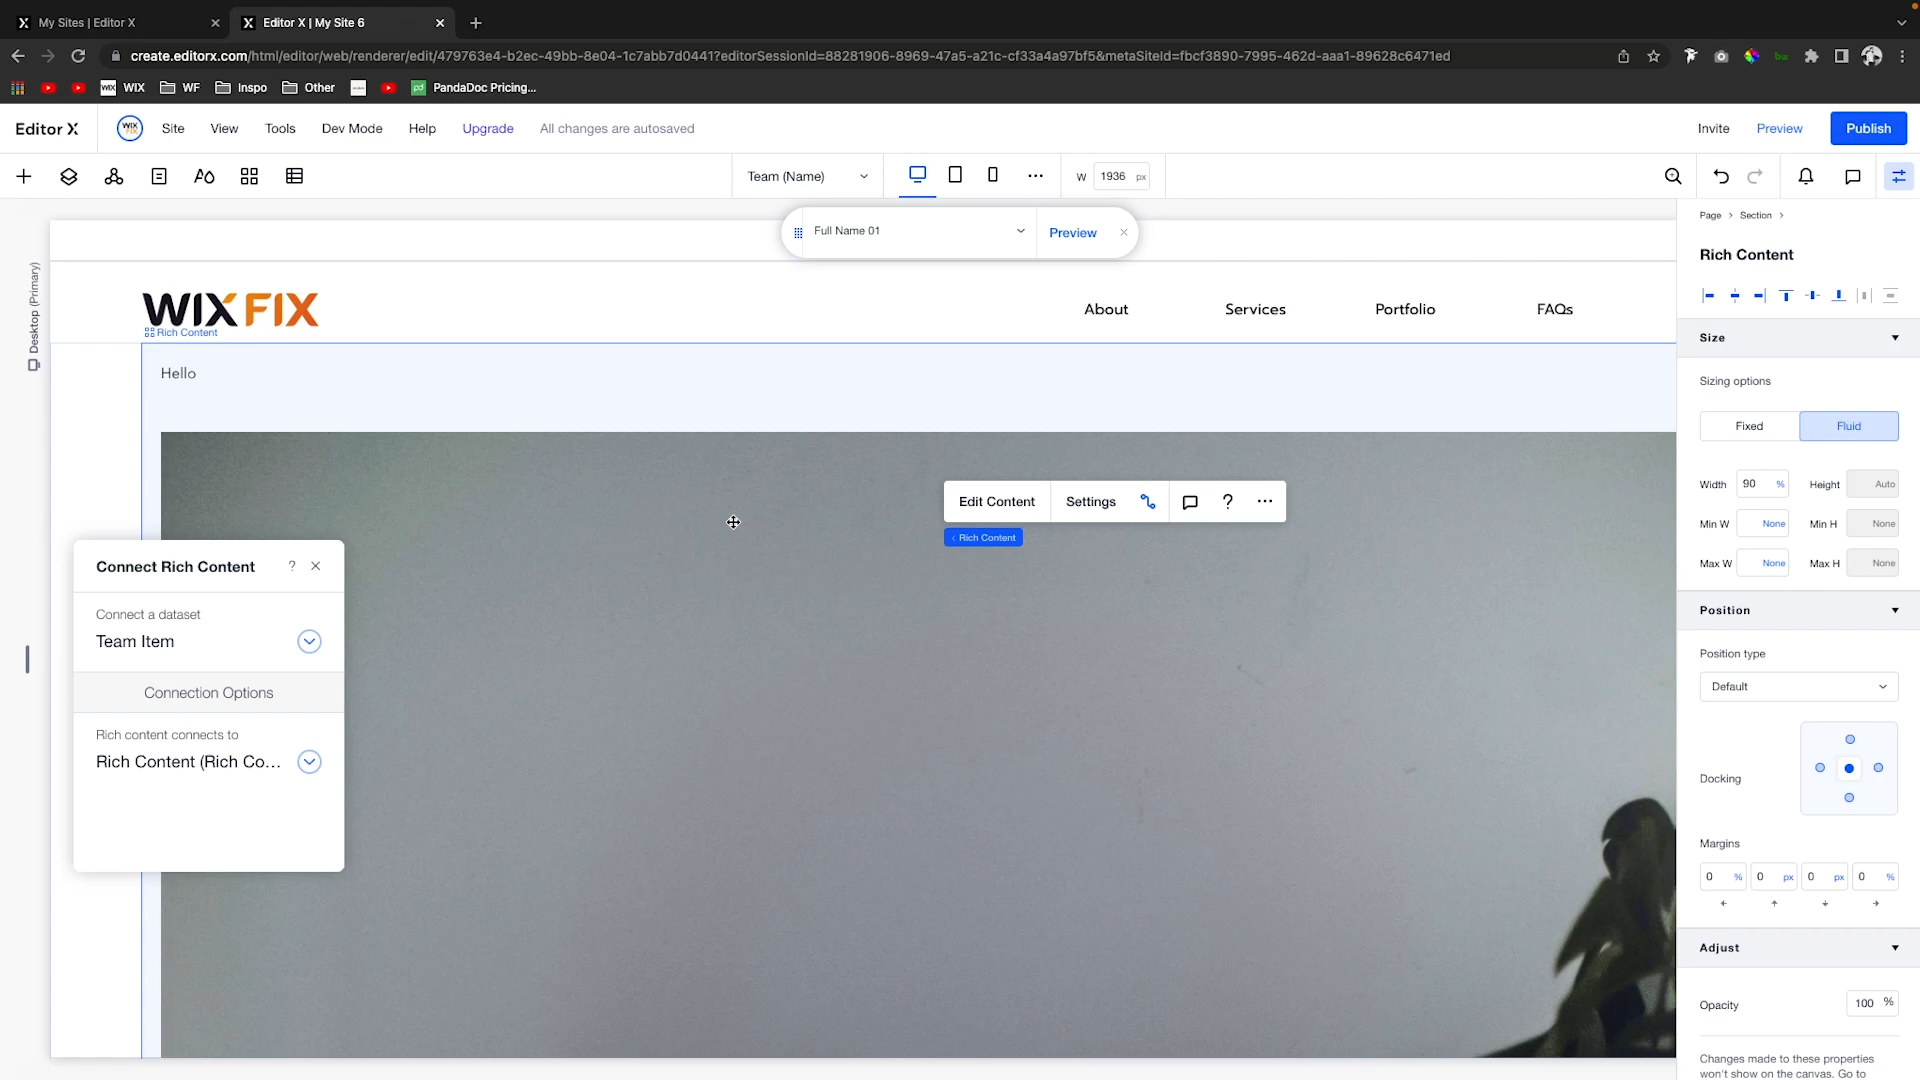 My Sites | Editor X
Editor X | My Site 6
create.editorx.com/html/editor/web/renderer/edit/479763e4-b2ec-49bb-8e04-1c7abb7d0441?editorSessionId=88281906-8969-47a5-a21c-cf33a4a97bf5&metaSiteId=fbcf3890-7995-462d-aaa1-89628c6471ed
WIX
WIX
WF
Inspo
Other
pd
PandaDoc Pricing...
Editor X
WIX FIX
Site
View
Tools
Dev Mode
Help
Upgrade
All changes are autosaved
Invite
Preview
Publish
Team (Name)
W
1936
px
Full Name 01
Preview
Desktop (Primary)
WIX FIX
Rich Content
About
Services
Portfolio
FAQs
Hello
Edit Content
Settings
?
Rich Content
Connect Rich Content
?
Connect a dataset
Team Item
Connection Options
Rich content connects to
Rich Content (Rich Co...
Page > Section >
Rich Content
Size
Sizing options
Fixed
Fluid
Width
90
%
Height
Auto
Min W
None
Min H
None
Max W
None
Max H
None
Position
Position type
Default
Docking
Margins
0 %
0 px
0 px
0 %
Adjust
Opacity
100 %
Changes made to these properties
won't show on the canvas. Go to